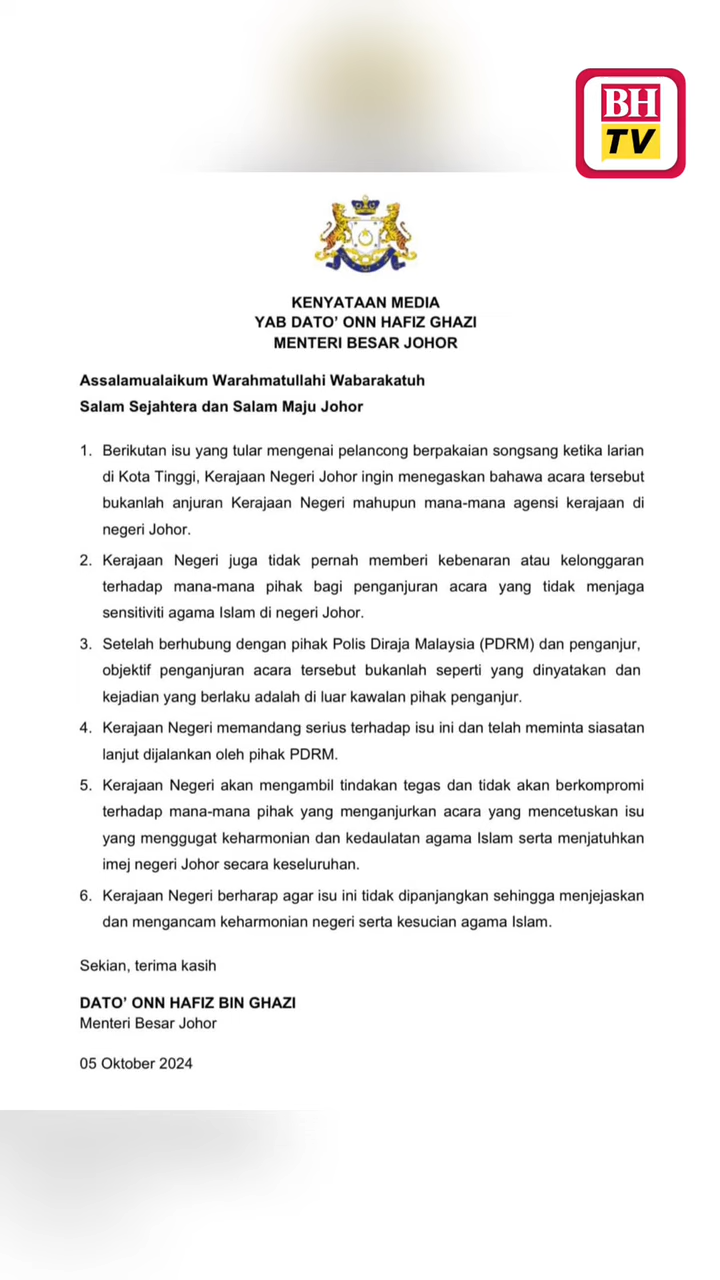 BH
TV
KENYATAAN MEDIA
YAB DATO’ ONN HAFIZ GHAZI
MENTERI BESAR JOHOR
Assalamualaikum Warahmatullahi Wabarakatuh
Salam Sejahtera dan Salam Maju Johor
1. Berikutan isu yang tular mengenai pelancong berpakaian songsang ketika larian
di Kota Tinggi, Kerajaan Negeri Johor ingin menegaskan bahawa acara tersebut
bukanlah anjuran Kerajaan Negeri mahupun mana-mana agensi kerajaan di
negeri Johor.
2. Kerajaan Negeri juga tidak pernah memberi kebenaran atau kelonggaran
terhadap mana-mana pihak bagi penganjuran acara yang tidak menjaga
sensitiviti agama Islam di negeri Johor.
3. Setelah berhubung dengan pihak Polis Diraja Malaysia (PDRM) dan penganjur,
objektif penganjuran acara tersebut bukanlah seperti yang dinyatakan dan
kejadian yang berlaku adalah di luar kawalan pihak penganjur.
4. Kerajaan Negeri memandang serius terhadap isu ini dan telah meminta siasatan
lanjut dijalankan oleh pihak PDRM.
5. Kerajaan Negeri akan mengambil tindakan tegas dan tidak akan berkompromi
terhadap mana-mana pihak yang menganjurkan acara yang mencetuskan isu
yang menggugat keharmonian dan kedaulatan agama Islam serta menjatuhkan
imej negeri Johor secara keseluruhan.
6. Kerajaan Negeri berharap agar isu ini tidak dipanjangkan sehingga menjejaskan
dan mengancam keharmonian negeri serta kesucian agama Islam.
Sekian, terima kasih
DATO’ ONN HAFIZ BIN GHAZI
Menteri Besar Johor
05 Oktober 2024